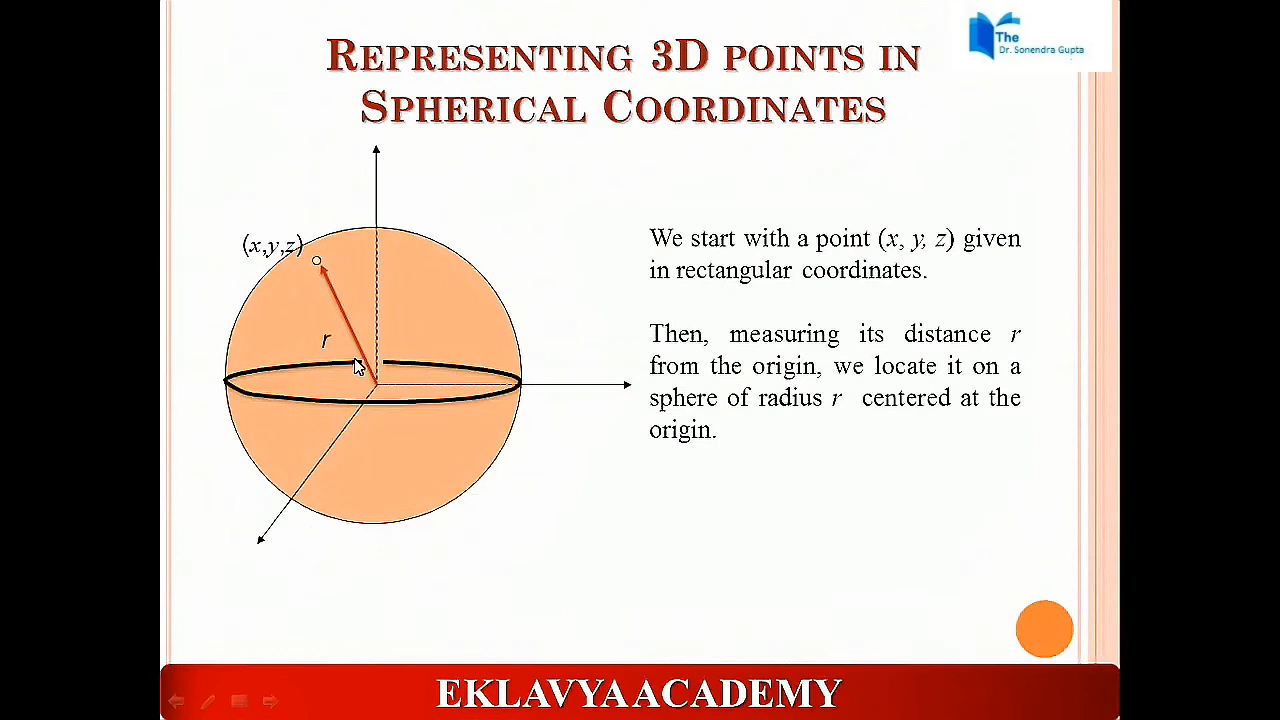 REPRESENTING 3D POINTS IN
SPHERICAL COORDINATES
The
Dr. Sonendra Gupta
(x,y,z)
r
We start with a point (x, y, z) given
in rectangular coordinates.
Then, measuring its distance r
from the origin, we locate it on a
sphere of radius r centered at the
origin.
EKLAVYA ACADEMY